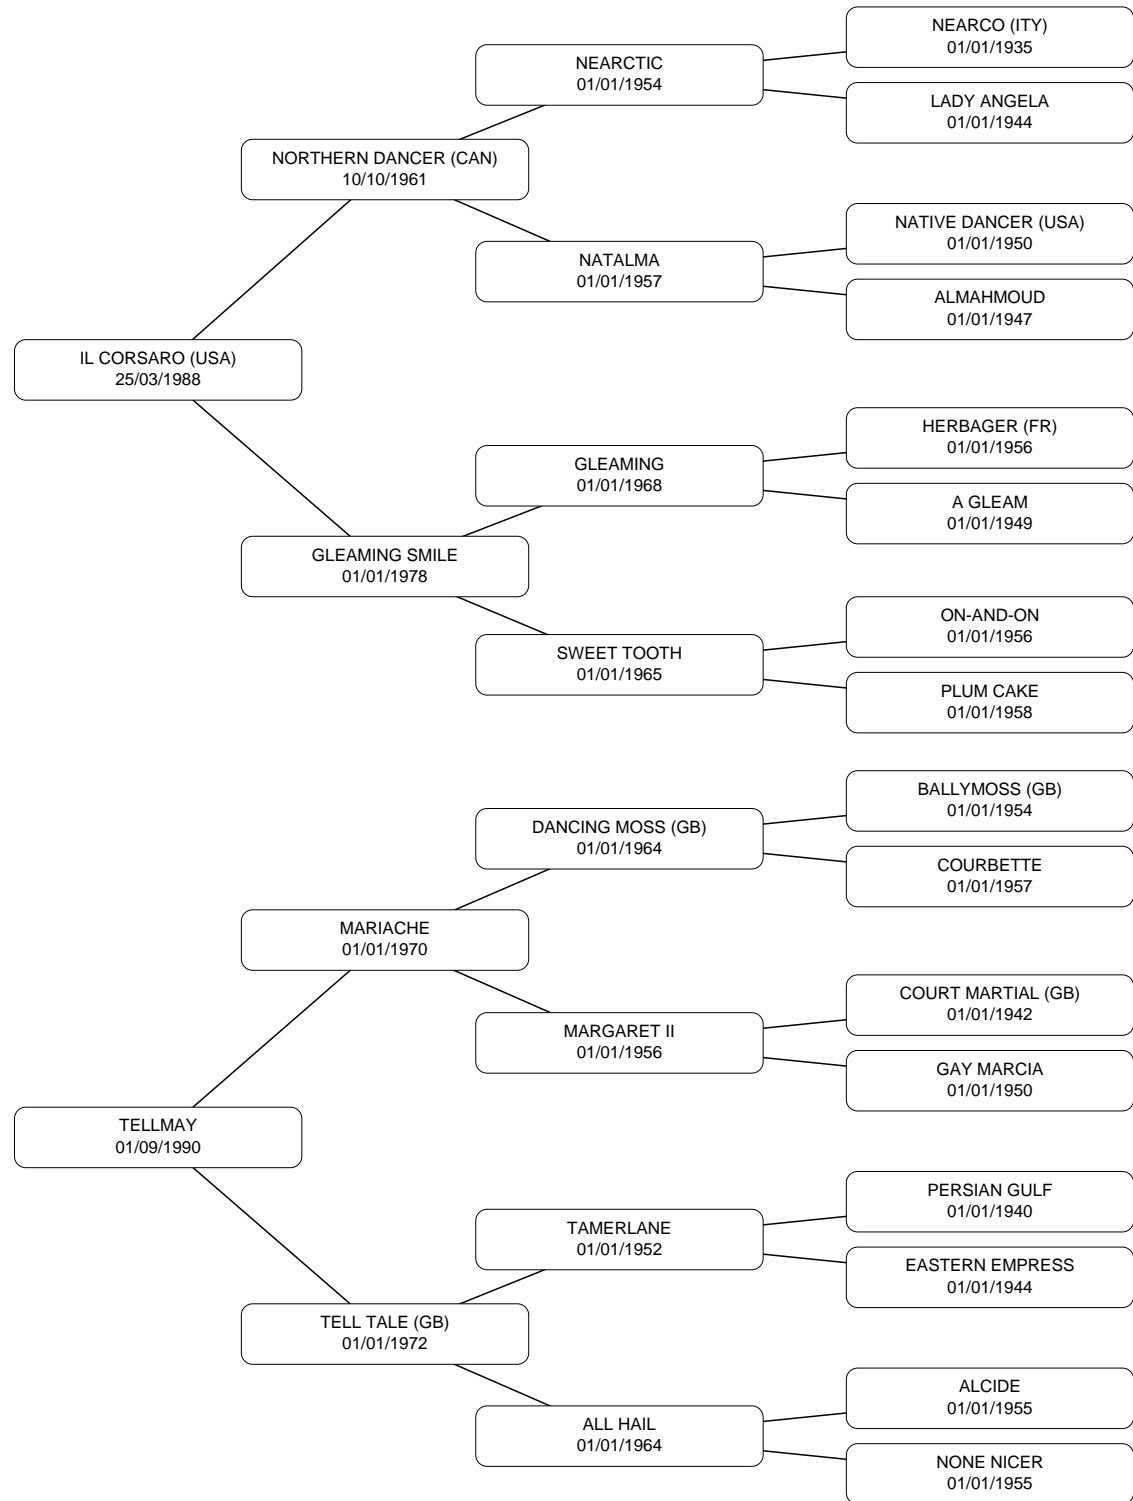 NEARCO (ITY)
01/01/1935
NEARCTIC
01/01/1954
LADY ANGELA
01/01/1944
NORTHERN DANCER (CAN)
10/10/1961
NATIVE DANCER (USA)
01/01/1950
NATALMA
01/01/1957
ALMAHMOUD
01/01/1947
IL CORSARO (USA)
25/03/1988
HERBAGER (FR)
01/01/1956
GLEAMING
01/01/1968
A GLEAM
01/01/1949
GLEAMING SMILE
01/01/1978
ON-AND-ON
01/01/1956
SWEET TOOTH
01/01/1965
PLUM CAKE
01/01/1958
BALLYMOSS (GB)
01/01/1954
DANCING MOSS (GB)
01/01/1964
COURBETTE
01/01/1957
MARIACHE
01/01/1970
COURT MARTIAL (GB)
01/01/1942
MARGARET II
01/01/1956
GAY MARCIA
01/01/1950
TELLMAY
01/09/1990
PERSIAN GULF
01/01/1940
TAMERLANE
01/01/1952
EASTERN EMPRESS
01/01/1944
TELL TALE (GB)
01/01/1972
ALCIDE
01/01/1955
ALL HAIL
01/01/1964
NONE NICER
01/01/1955